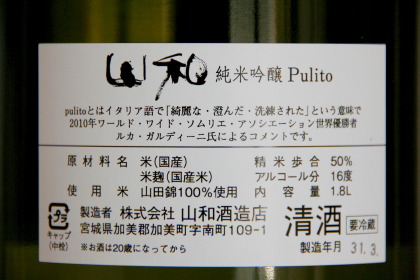 山和 純米吟醸 Pulito
pulitoとはイタリア語で「綺麗な・澄んだ・洗練された」という意味で
2010年ワールド・ワイド・ソムリエ・アソシエーション世界優勝者
ルカ・ガルディーニ氏によるコメントです。
原材料名 米(国産) 精米歩合 50%
米麹(国産米) アルコール分 16度
使用米 山田錦100%使用 内容量 1.8L
プラ
キャップ
(中栓)
製造者 株式会社 山和酒造店
宮城県加美郡加美町字南町109-1
※お酒は20歳になってから
清酒 要冷蔵
製造年月 31.3.